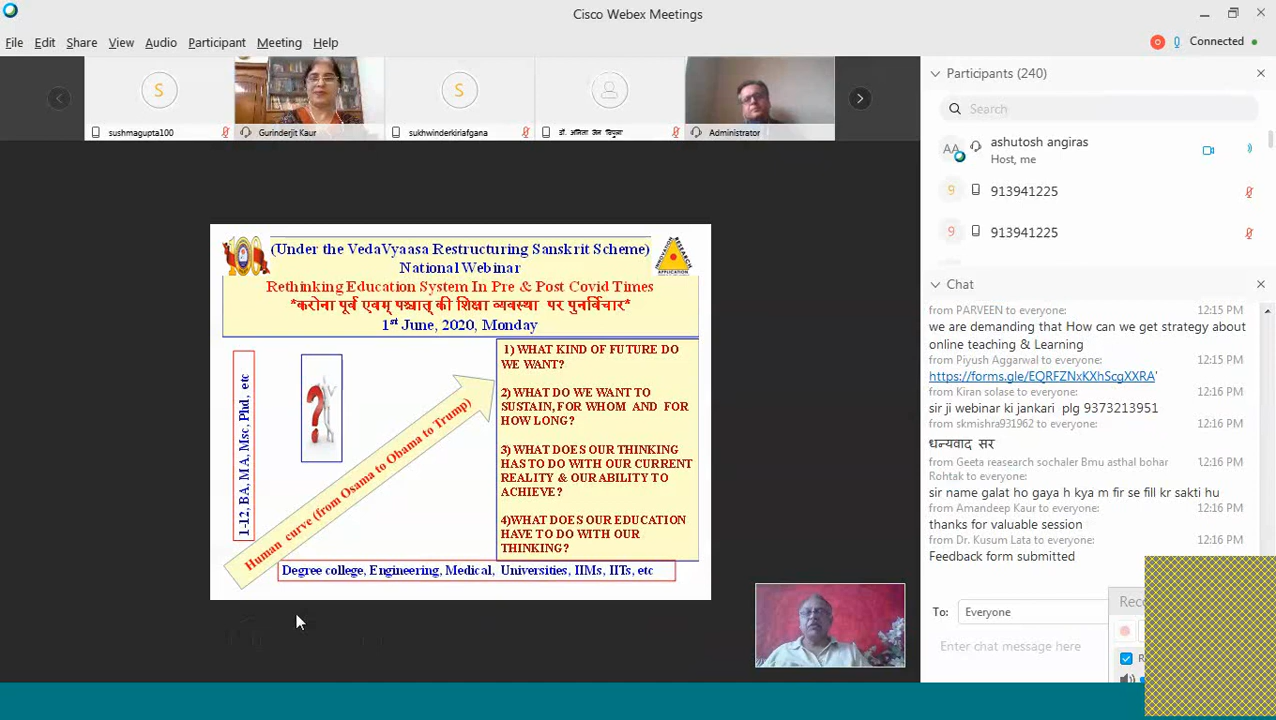 Cisco Webex Meetings
File Edit Share View Audio Participant Meeting Help
Connected
S
sushmagupta100
Gurinderjit Kaur
S
sukhwinderkiriafgana
डॉ. अमिता जैन
Administrator
Participants (240)
Search
AA
ashutosh angiras
Host, me
9
913941225
9
913941225
(Under the VedaVyaasa Restructuring Sanskrit Scheme)
National Webinar
Rethinking Education System In Pre & Post Covid Times
*करोना पूर्व एवम् पश्चात् की शिक्षा व्यवस्था पर पुनर्विचार*
1st June, 2020, Monday
INNOVATION
RESEARCH
APPLICATION
1-12, BA, MA, Msc, Phd, etc
?
Human curve (from Osama to Obama to Trump)
1) WHAT KIND OF FUTURE DO
WE WANT?
2) WHAT DO WE WANT TO
SUSTAIN, FOR WHOM AND FOR
HOW LONG?
3) WHAT DOES OUR THINKING
HAS TO DO WITH OUR CURRENT
REALITY & OUR ABILITY TO
ACHIEVE?
4)WHAT DOES OUR EDUCATION
HAVE TO DO WITH OUR
THINKING?
Degree college, Engineering, Medical, Universities, IIMs, IITs, etc
Chat
from PARVEEN to everyone: 12:15 PM
we are demanding that How can we get strategy about
online teaching & Learning
from Piyush Aggarwal to everyone: 12:15 PM
https://forms.gle/EQRFZNxKXhScgXXRA'
from Kiran solase to everyone: 12:16 PM
sir ji webinar ki jankari plg 9373213951
from skmishra931962 to everyone: 12:16 PM
धन्यवाद सर
from Geeta reasearch sochaler Bmu asthal bohar 12:16 PM
Rohtak to everyone:
sir name galat ho gaya h kya m fir se fill kr sakti hu
from Amandeep Kaur to everyone: 12:16 PM
thanks for valuable session
from Dr. Kusum Lata to everyone: 12:16 PM
Feedback form submitted
To: Everyone
Enter chat message here
Rec
R